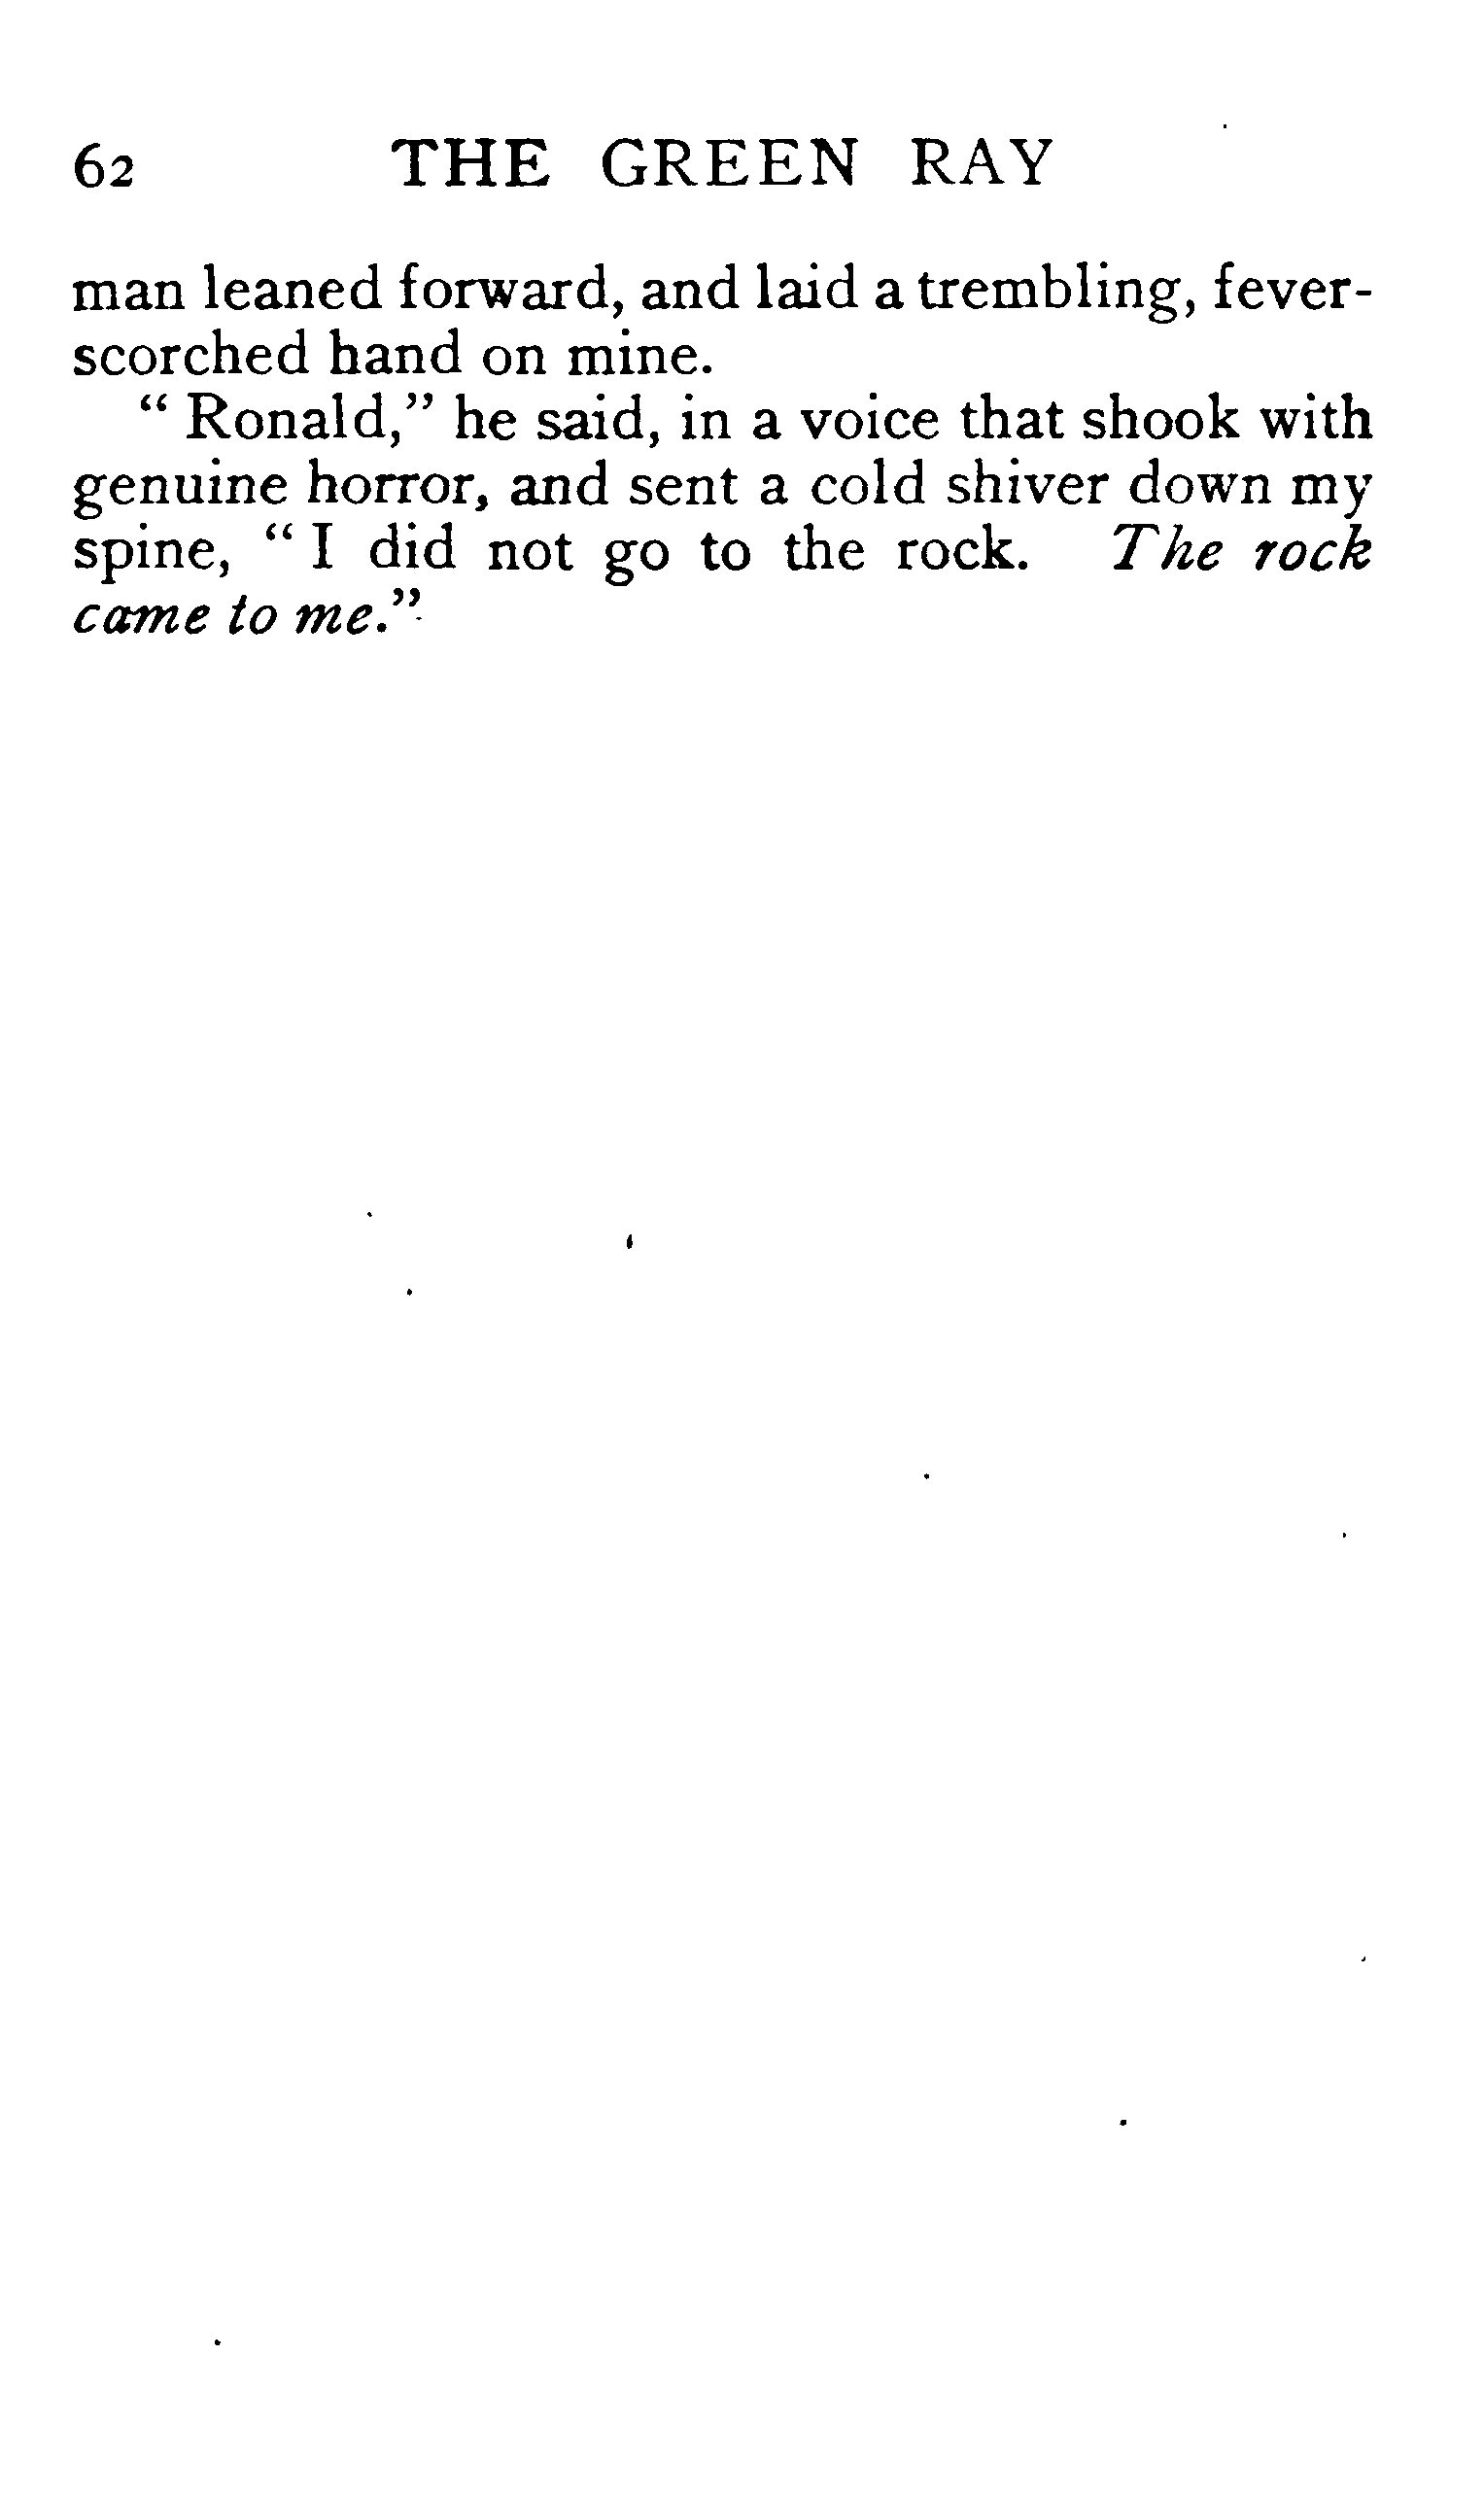 62 THE GREEN RAY
man leaned forward, and laid a trembling, fever-
scorched hand on mine.
“ Ronald,” he said, in a voice that shook with
genuine horror, and sent a cold shiver down my
spine, “ I did not go to the rock. The rock
came to me.”